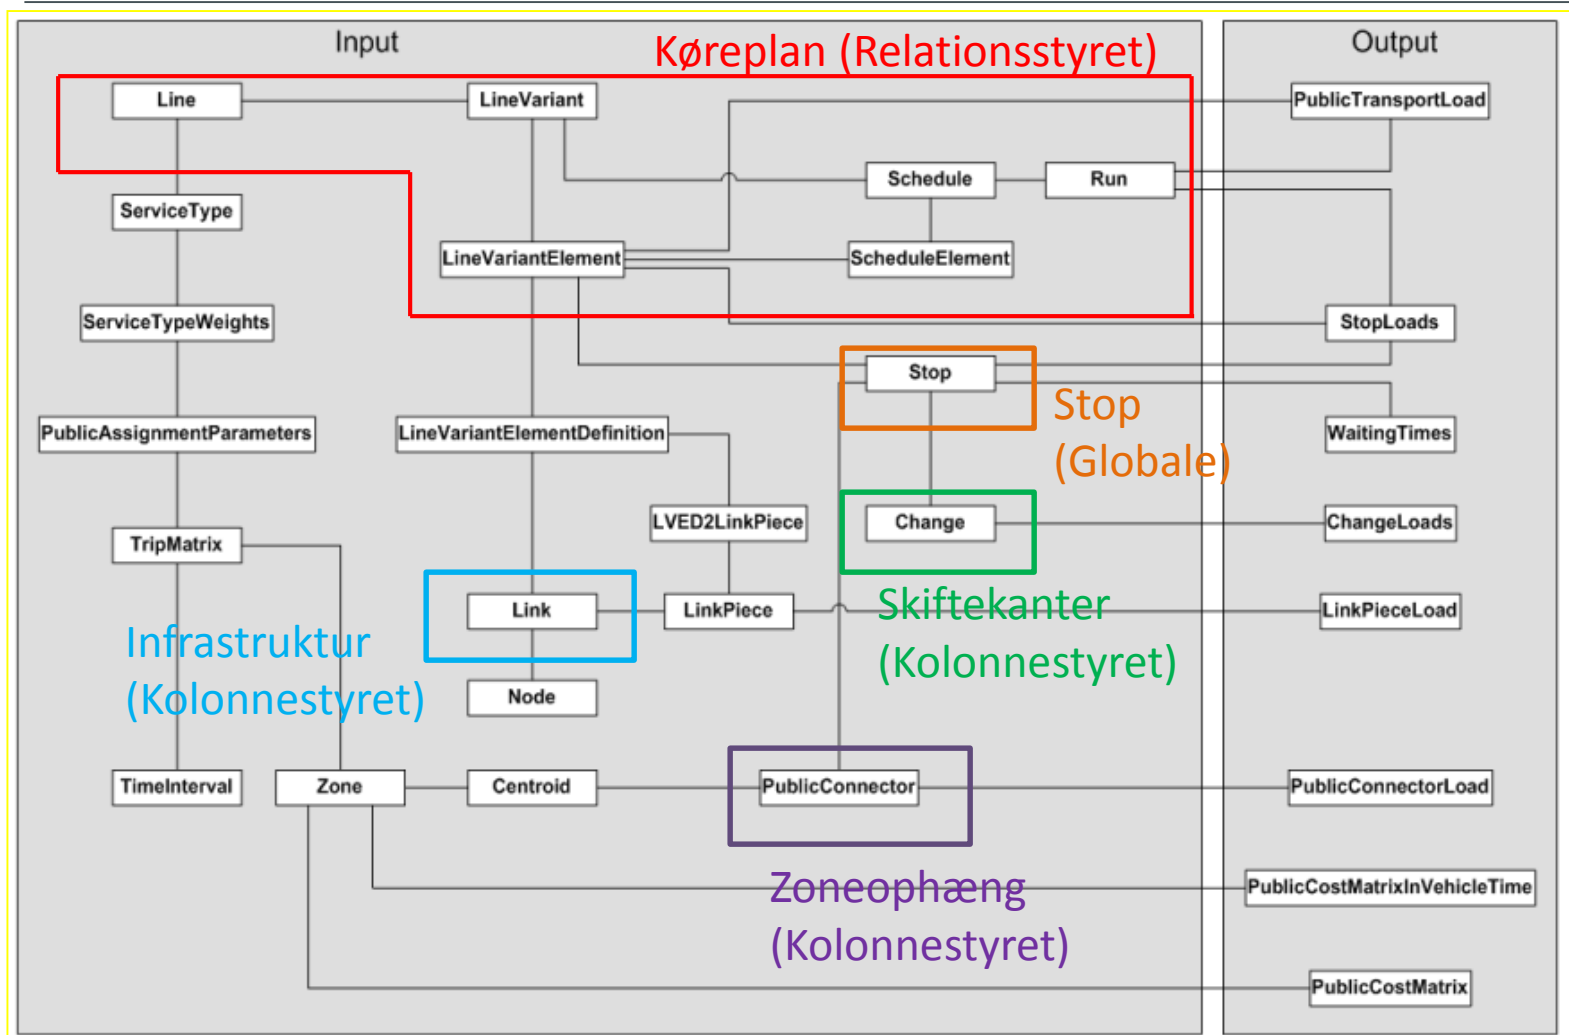 Input
Output
Køreplan (Relationsstyret)
Line
LineVariant
PublicTransportLoad
Schedule
Run
ServiceType
LineVariantElement
ScheduleElement
ServiceTypeWeights
StopLoads
Stop
Stop
(Globale)
PublicAssignmentParameters
LineVariantElementDefinition
WaitingTimes
LVED2LinkPiece
Change
ChangeLoads
TripMatrix
Link
LinkPiece
Skiftekanter
(Kolonnestyret)
LinkPieceLoad
Infrastruktur
(Kolonnestyret)
Node
TimeInterval
Zone
Centroid
PublicConnector
PublicConnectorLoad
Zoneophæng
(Kolonnestyret)
PublicCostMatrixInVehicleTime
PublicCostMatrix